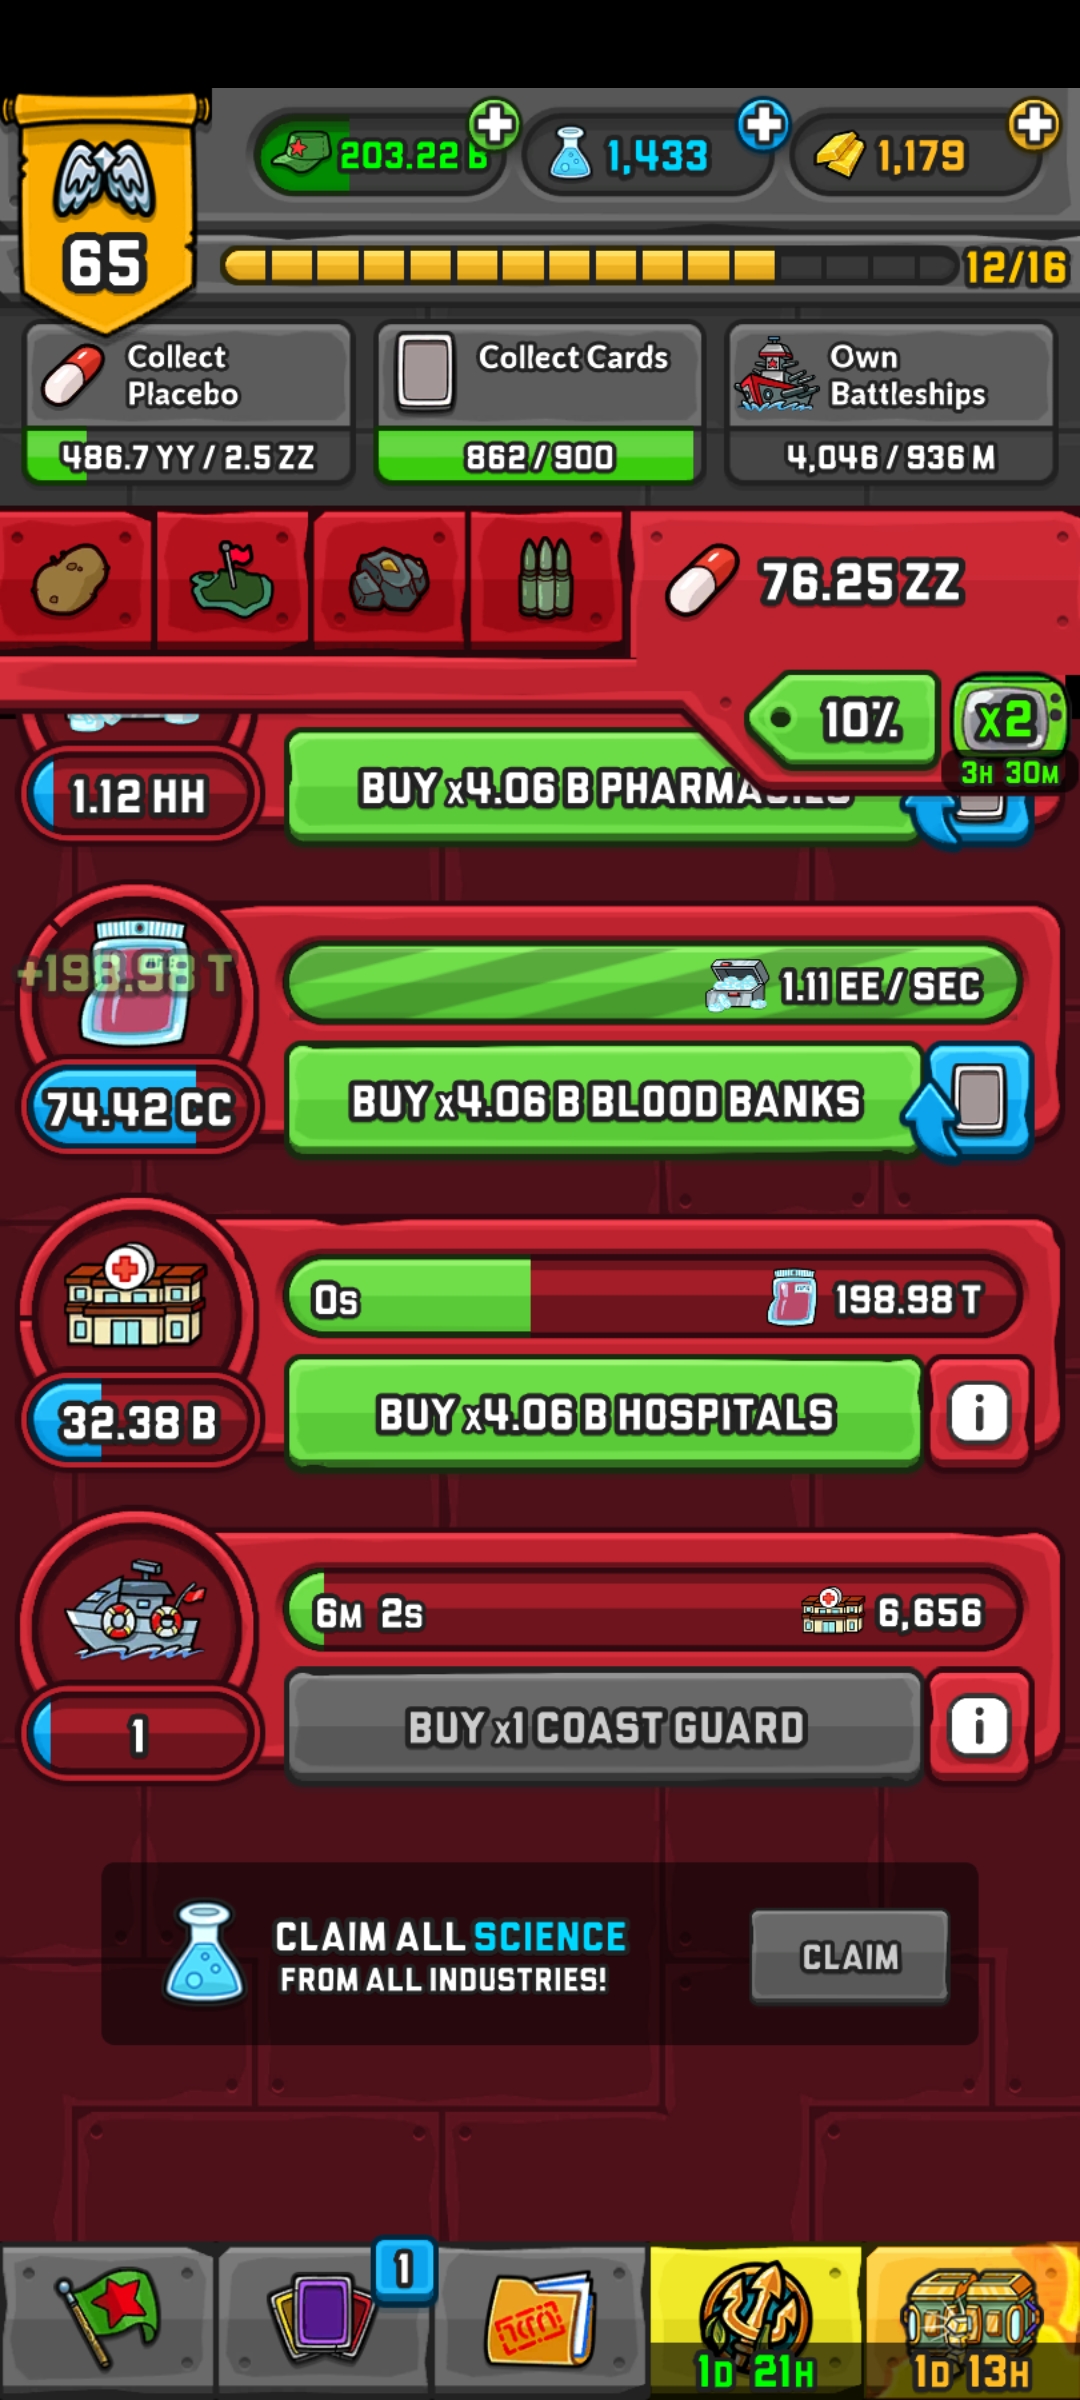 203.22 B
1,433
1,179
65
12/16
Collect
Placebo
Collect Cards
Own
Battleships
486.7 YY / 2.5 ZZ
862/900
4,046 / 936 M
76.25 ZZ
10%
x2
3H 30M
1.12 HH
BUY x4.06 B PHARMACIES
+198.98 T
1.11 EE / SEC
74.42 CC
BUY x4.06 B BLOOD BANKS
0s
198.98 T
32.38 B
BUY x4.06 B HOSPITALS
i
6M 2s
6,656
1
BUY x1 COAST GUARD
i
CLAIM ALL SCIENCE
FROM ALL INDUSTRIES!
CLAIM
1
1D 21H
1D 13H